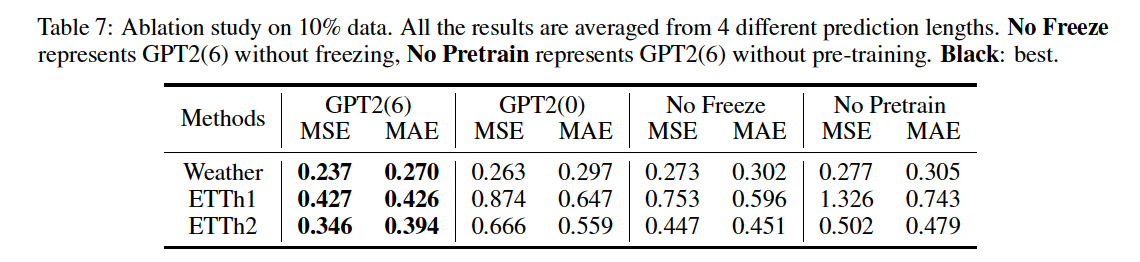 Table 7: Ablation study on 10% data. All the results are averaged from 4 different prediction lengths. No Freeze
represents GPT2(6) without freezing, No Pretrain represents GPT2(6) without pre-training. Black: best.
Methods GPT2(6) GPT2(0) No Freeze No Pretrain
MSE MAE MSE MAE MSE MAE MSE MAE
Weather 0.237 0.270 0.263 0.297 0.273 0.302 0.277 0.305
ETTh1 0.427 0.426 0.874 0.647 0.753 0.596 1.326 0.743
ETTh2 0.346 0.394 0.666 0.559 0.447 0.451 0.502 0.479